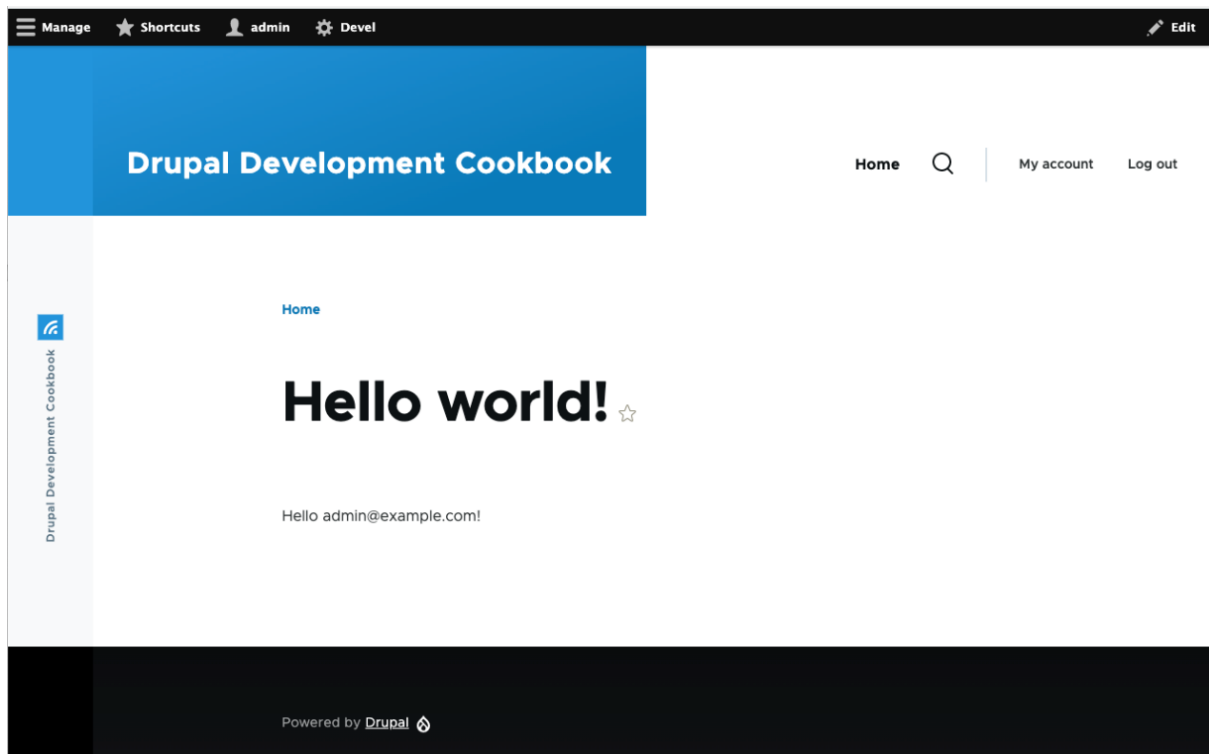 Manage Shortcuts admin Devel Edit
Drupal Development Cookbook
Home My account Log out
Home
Drupal Development Cookbook
Hello world!
Hello admin@example.com!
Powered by Drupal